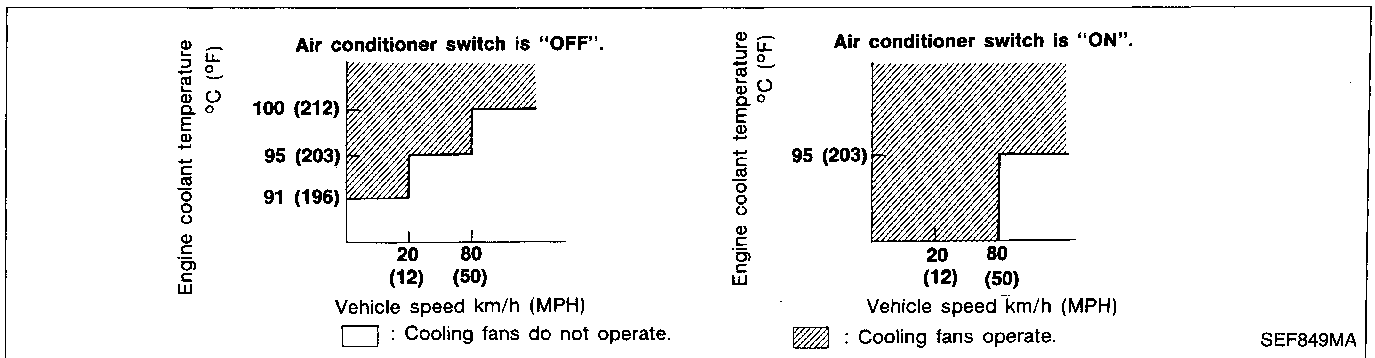 Air conditioner switch is "OFF".
Engine coolant temperature
°C (°F)
100 (212)
95 (203)
91 (196)
20
(12)
80
(50)
Vehicle speed km/h (MPH)
: Cooling fans do not operate.
Air conditioner switch is "ON".
Engine coolant temperature
°C (°F)
95 (203)
20
(12)
80
(50)
Vehicle speed km/h (MPH)
: Cooling fans operate.
SEF849MA